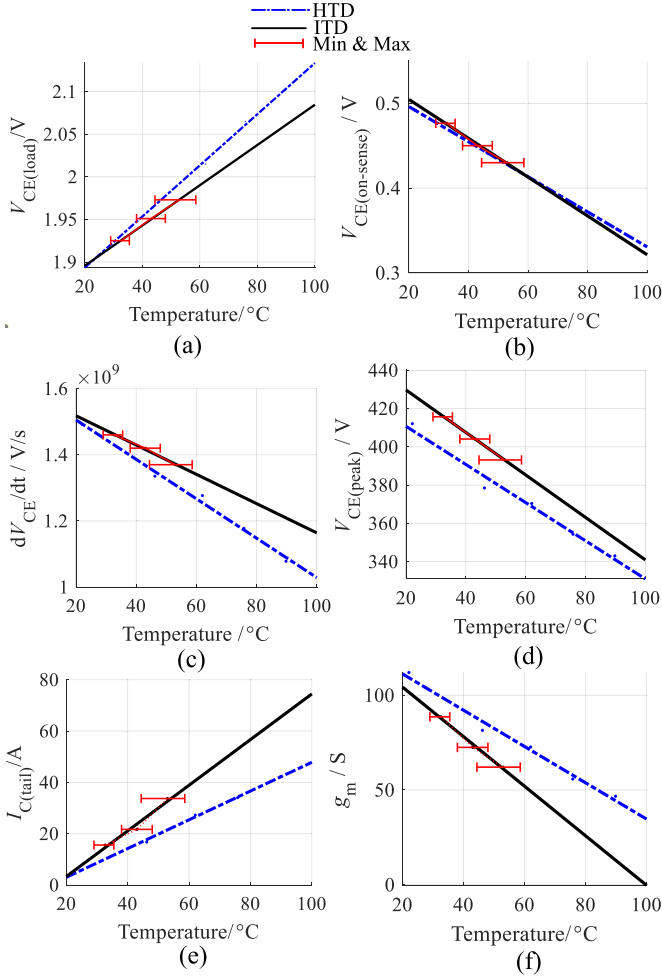 HTD
ITD
Min & Max
2.1
2.05
2
1.95
1.9
V_CE(load)/V
20 40 60 80 100
Temperature/°C
(a)
0.5
0.4
0.3
V_CE(on-sense) / V
20 40 60 80 100
Temperature/°C
(b)
×10^9
1.6
1.4
1.2
1
dV_CE/dt / V/s
20 40 60 80 100
Temperature /°C
(c)
440
420
400
380
360
340
V_CE(peak) / V
20 40 60 80 100
Temperature/°C
(d)
80
60
40
20
0
I_C(tail)/A
20 40 60 80 100
Temperature/°C
(e)
100
50
0
g_m / S
20 40 60 80 100
Temperature/°C
(f)